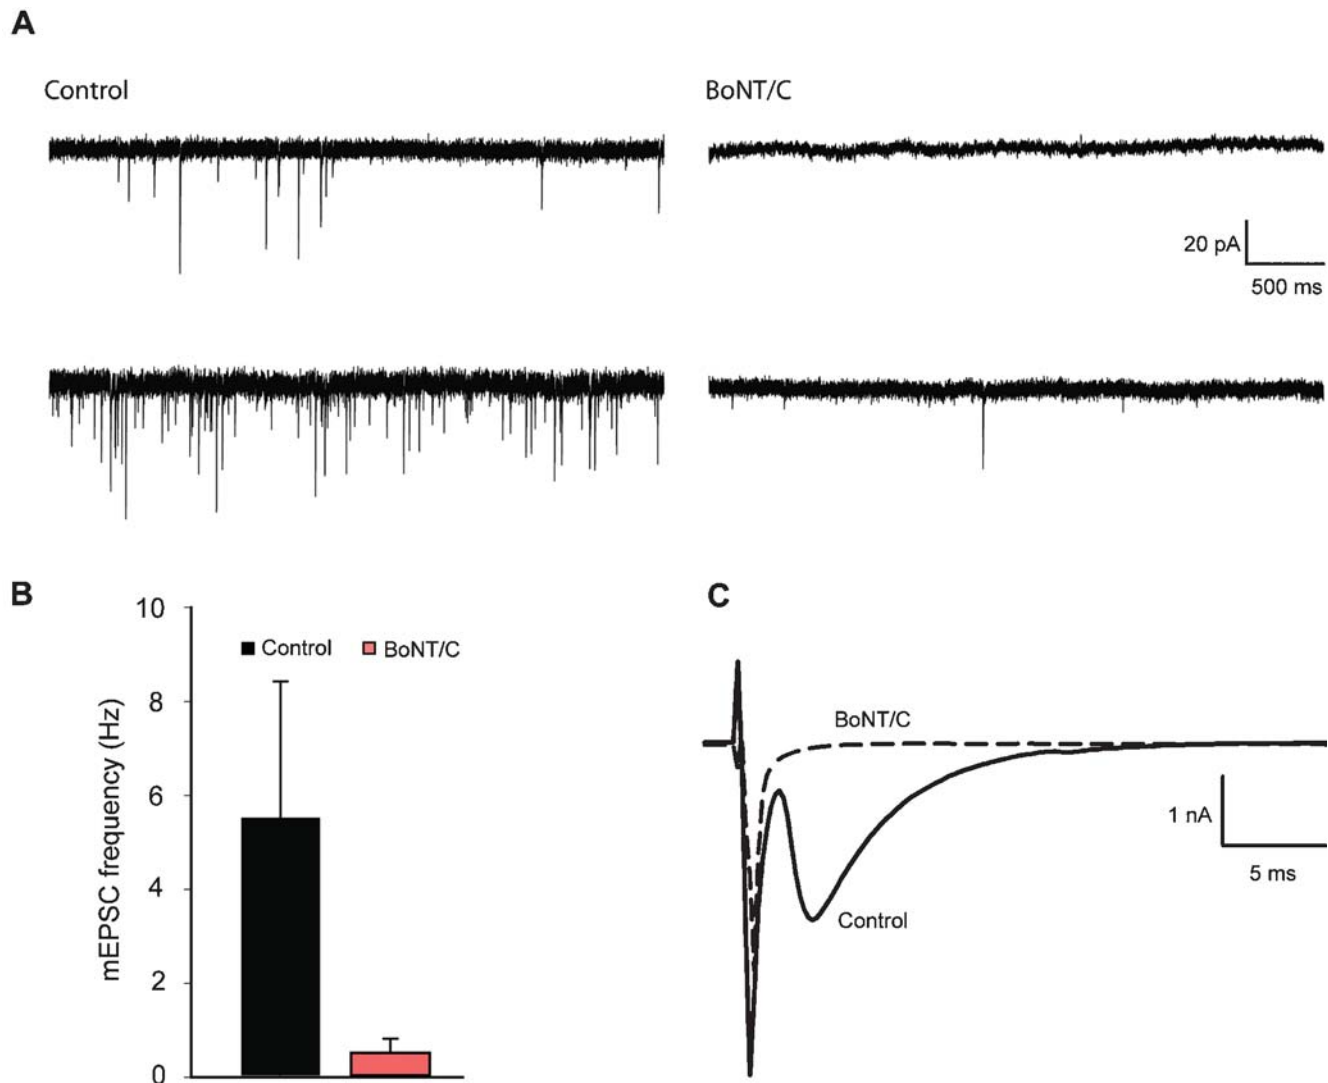 A
Control
BoNT/C
20 pA
500 ms
B
10
8
6
4
2
0
mEPSC frequency (Hz)
Control
BoNT/C
C
BoNT/C
Control
1 nA
5 ms